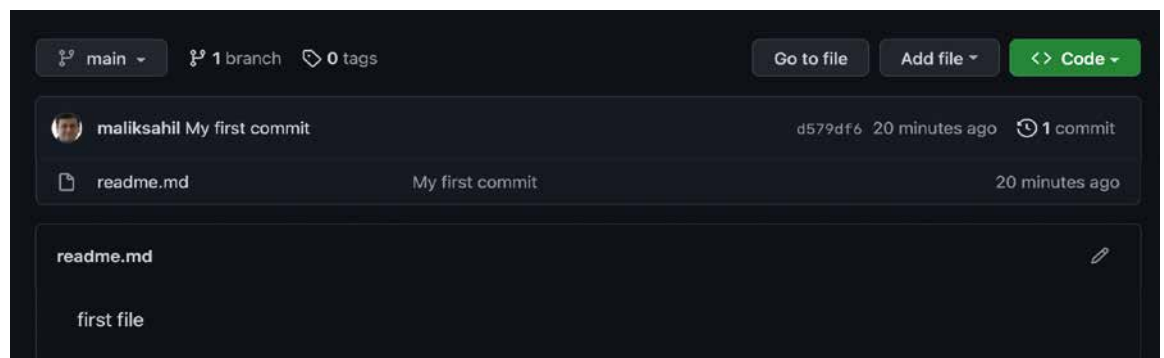 main 1 branch 0 tags Go to file Add file <> Code
maliksahil My first commit d579df6 20 minutes ago 1 commit
readme.md My first commit 20 minutes ago
readme.md
first file